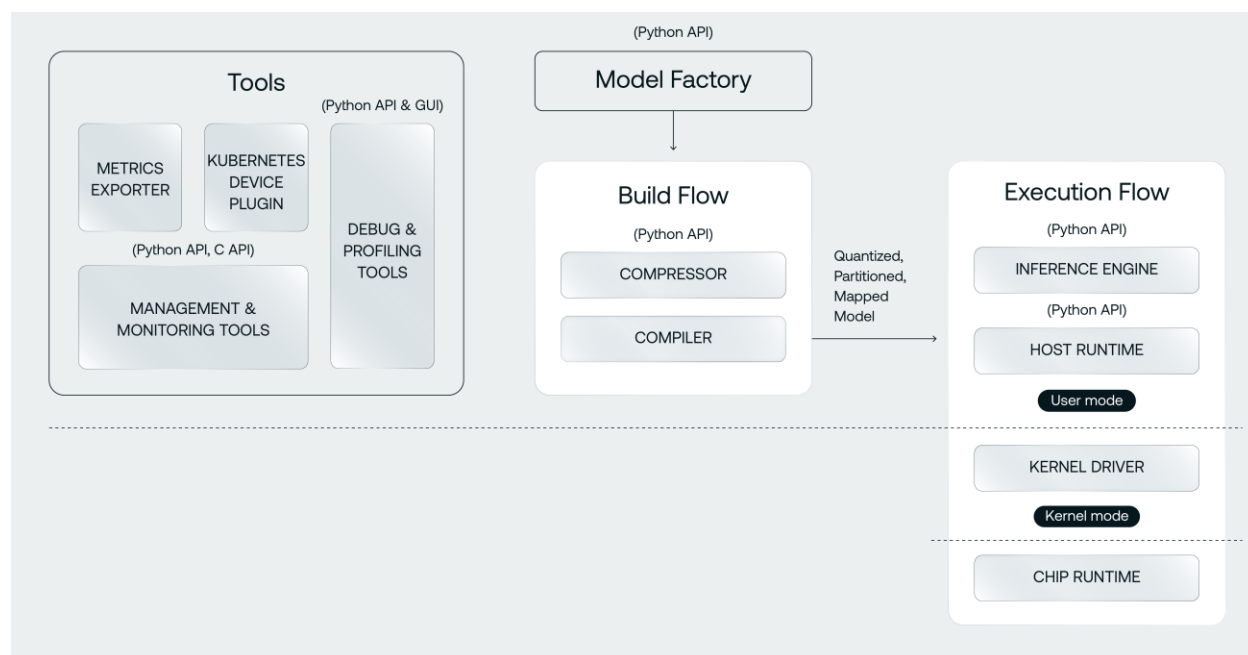 Tools
(Python API & GUI)
METRICS
EXPORTER
KUBERNETES
DEVICE
PLUGIN
DEBUG &
PROFILING
TOOLS
(Python API, C API)
MANAGEMENT &
MONITORING TOOLS
(Python API)
Model Factory
Build Flow
(Python API)
COMPRESSOR
COMPILER
Quantized,
Partitioned,
Mapped
Model
Execution Flow
(Python API)
INFERENCE ENGINE
(Python API)
HOST RUNTIME
User mode
KERNEL DRIVER
Kernel mode
CHIP RUNTIME